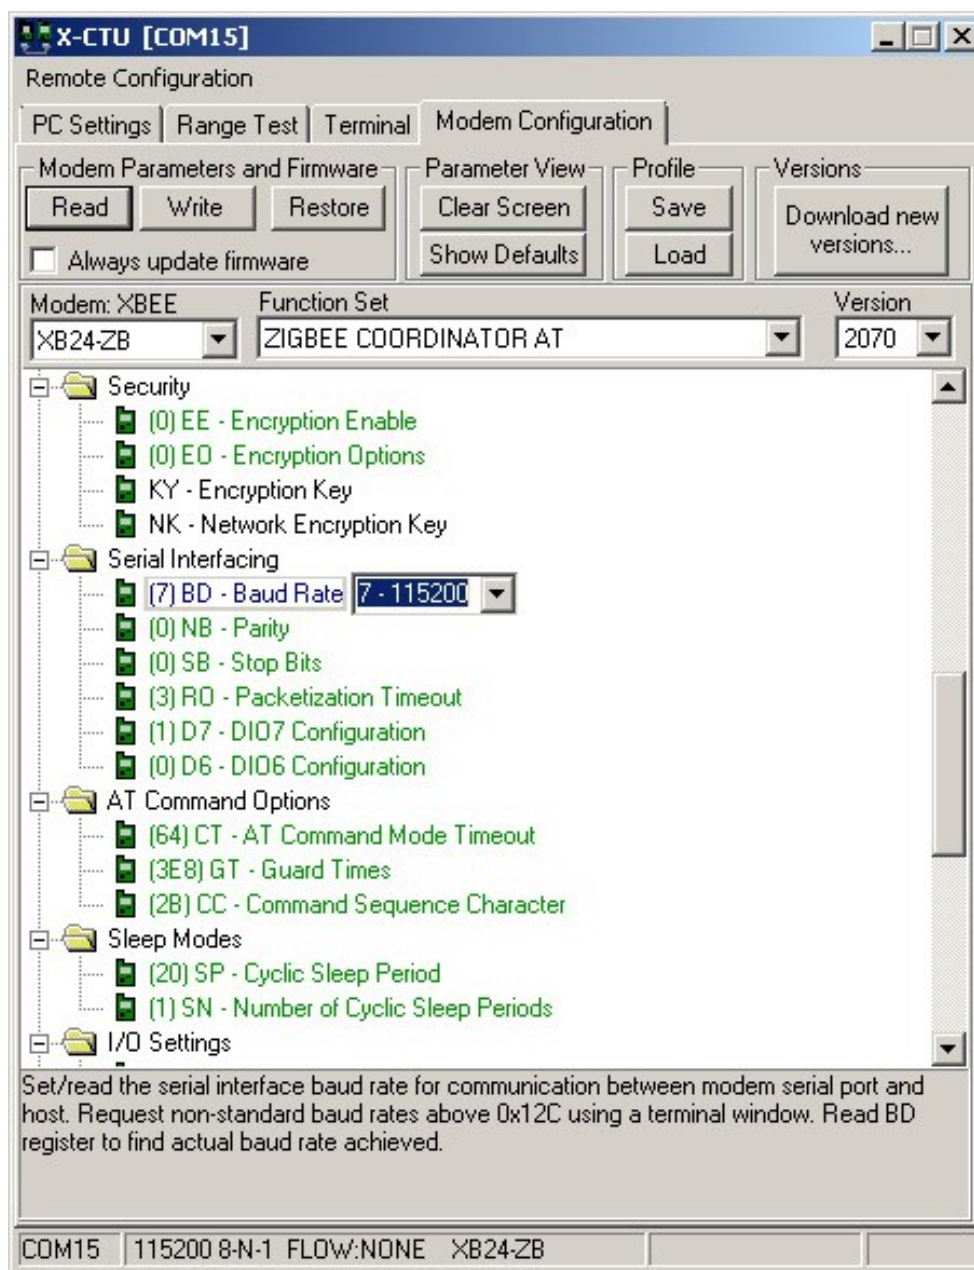 X-CTU [COM15]
Remote Configuration
PC Settings Range Test Terminal Modem Configuration
Modem Parameters and Firmware Parameter View Profile Versions
Read Write Restore Clear Screen Save Download new versions...
Always update firmware Show Defaults Load
Modem: XBEE Function Set Version
XB24-ZB ZIGBEE COORDINATOR AT 2070
Security
(0) EE - Encryption Enable
(0) EO - Encryption Options
KY - Encryption Key
NK - Network Encryption Key
Serial Interfacing
(7) BD - Baud Rate 7 - 115200
(0) NB - Parity
(0) SB - Stop Bits
(3) RO - Packetization Timeout
(1) D7 - DIO7 Configuration
(0) D6 - DIO6 Configuration
AT Command Options
(64) CT - AT Command Mode Timeout
(3E8) GT - Guard Times
(2B) CC - Command Sequence Character
Sleep Modes
(20) SP - Cyclic Sleep Period
(1) SN - Number of Cyclic Sleep Periods
I/O Settings
Set/read the serial interface baud rate for communication between modem serial port and
host. Request non-standard baud rates above 0x12C using a terminal window. Read BD
register to find actual baud rate achieved.
COM15 115200 8-N-1 FLOW:NONE XB24-ZB